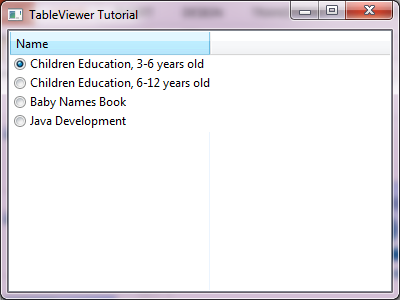 TableViewer Tutorial
Name
Children Education, 3-6 years old
Children Education, 6-12 years old
Baby Names Book
Java Development